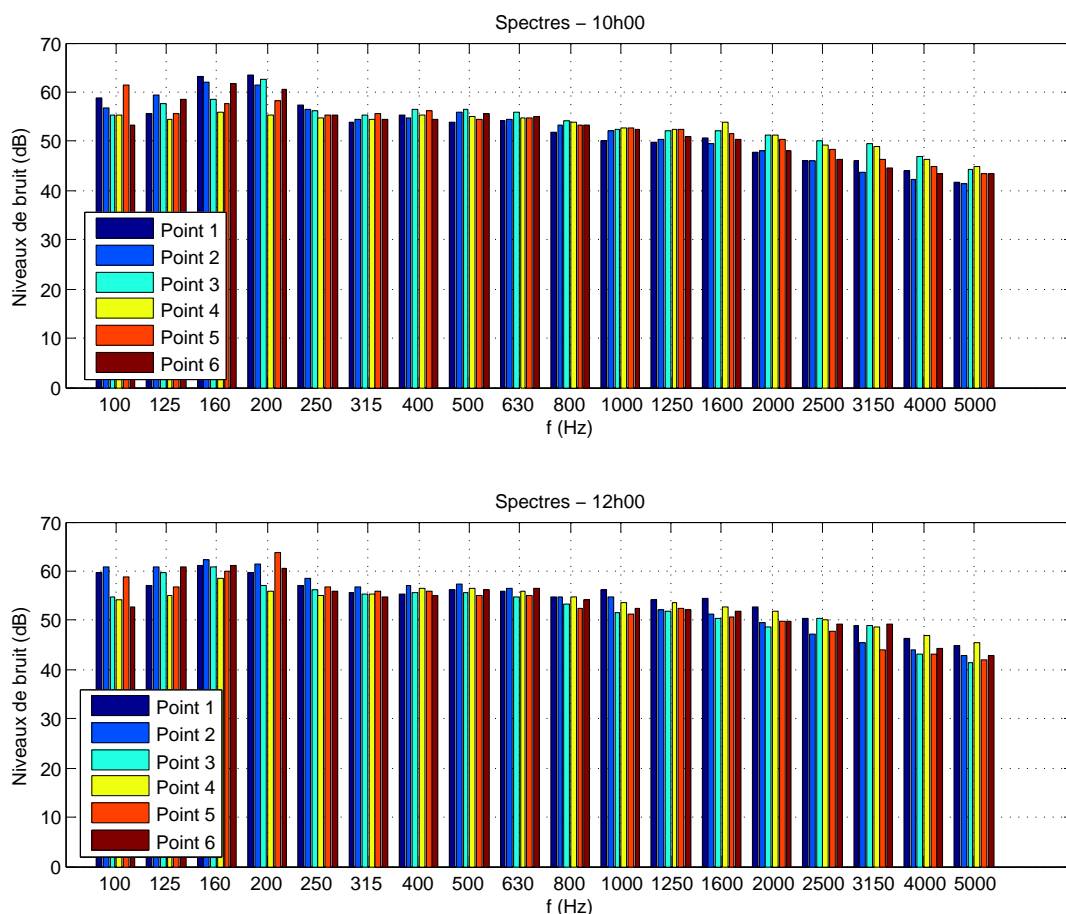 Spectres – 10h00
70
60
50
40
30
20
10
0
Niveaux de bruit (dB)
Point 1
Point 2
Point 3
Point 4
Point 5
Point 6
100 125 160 200 250 315 400 500 630 800 1000 1250 1600 2000 2500 3150 4000 5000
f (Hz)
Spectres – 12h00
70
60
50
40
30
20
10
0
Niveaux de bruit (dB)
Point 1
Point 2
Point 3
Point 4
Point 5
Point 6
100 125 160 200 250 315 400 500 630 800 1000 1250 1600 2000 2500 3150 4000 5000
f (Hz)